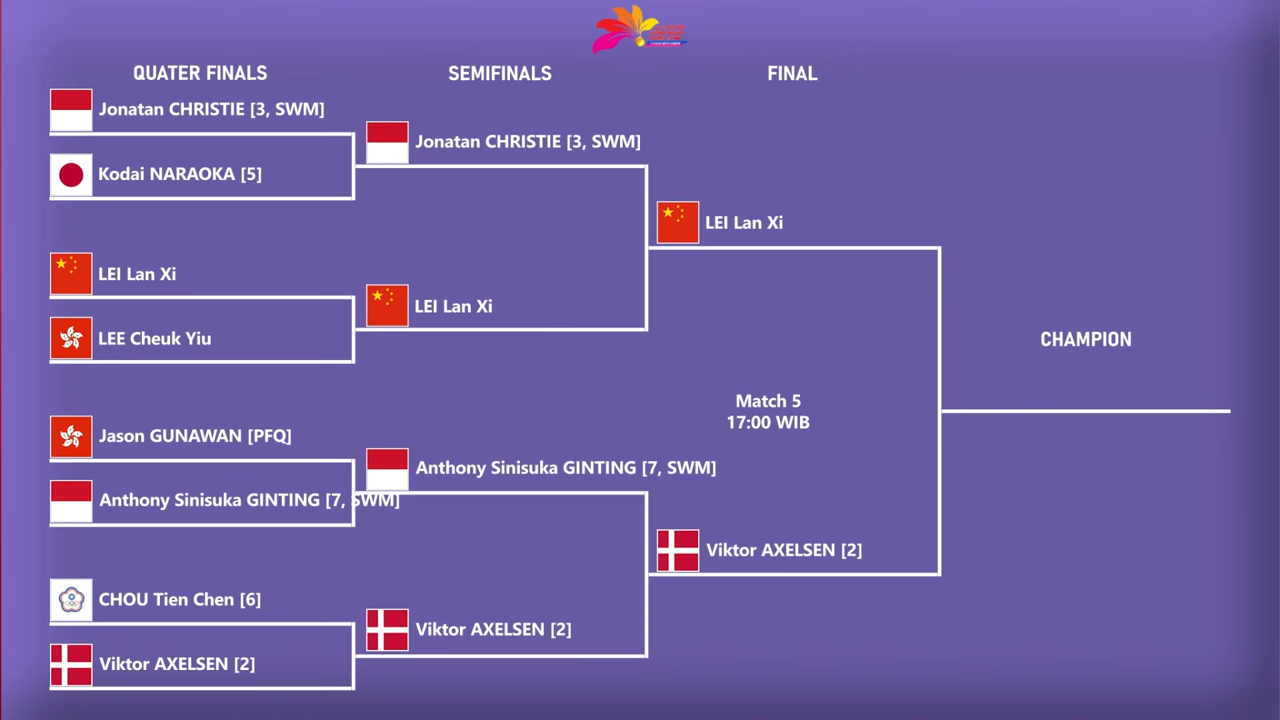 QUATER FINALS
SEMIFINALS
FINAL
Jonatan CHRISTIE [3, SWM]
Kodai NARAOKA [5]
LEI Lan Xi
LEE Cheuk Yiu
Jason GUNAWAN [PFQ]
Anthony Sinisuka GINTING [7, SWM]
CHOU Tien Chen [6]
Viktor AXELSEN [2]
Jonatan CHRISTIE [3, SWM]
LEI Lan Xi
Anthony Sinisuka GINTING [7, SWM]
Viktor AXELSEN [2]
LEI Lan Xi
Match 5
17:00 WIB
Viktor AXELSEN [2]
CHAMPION